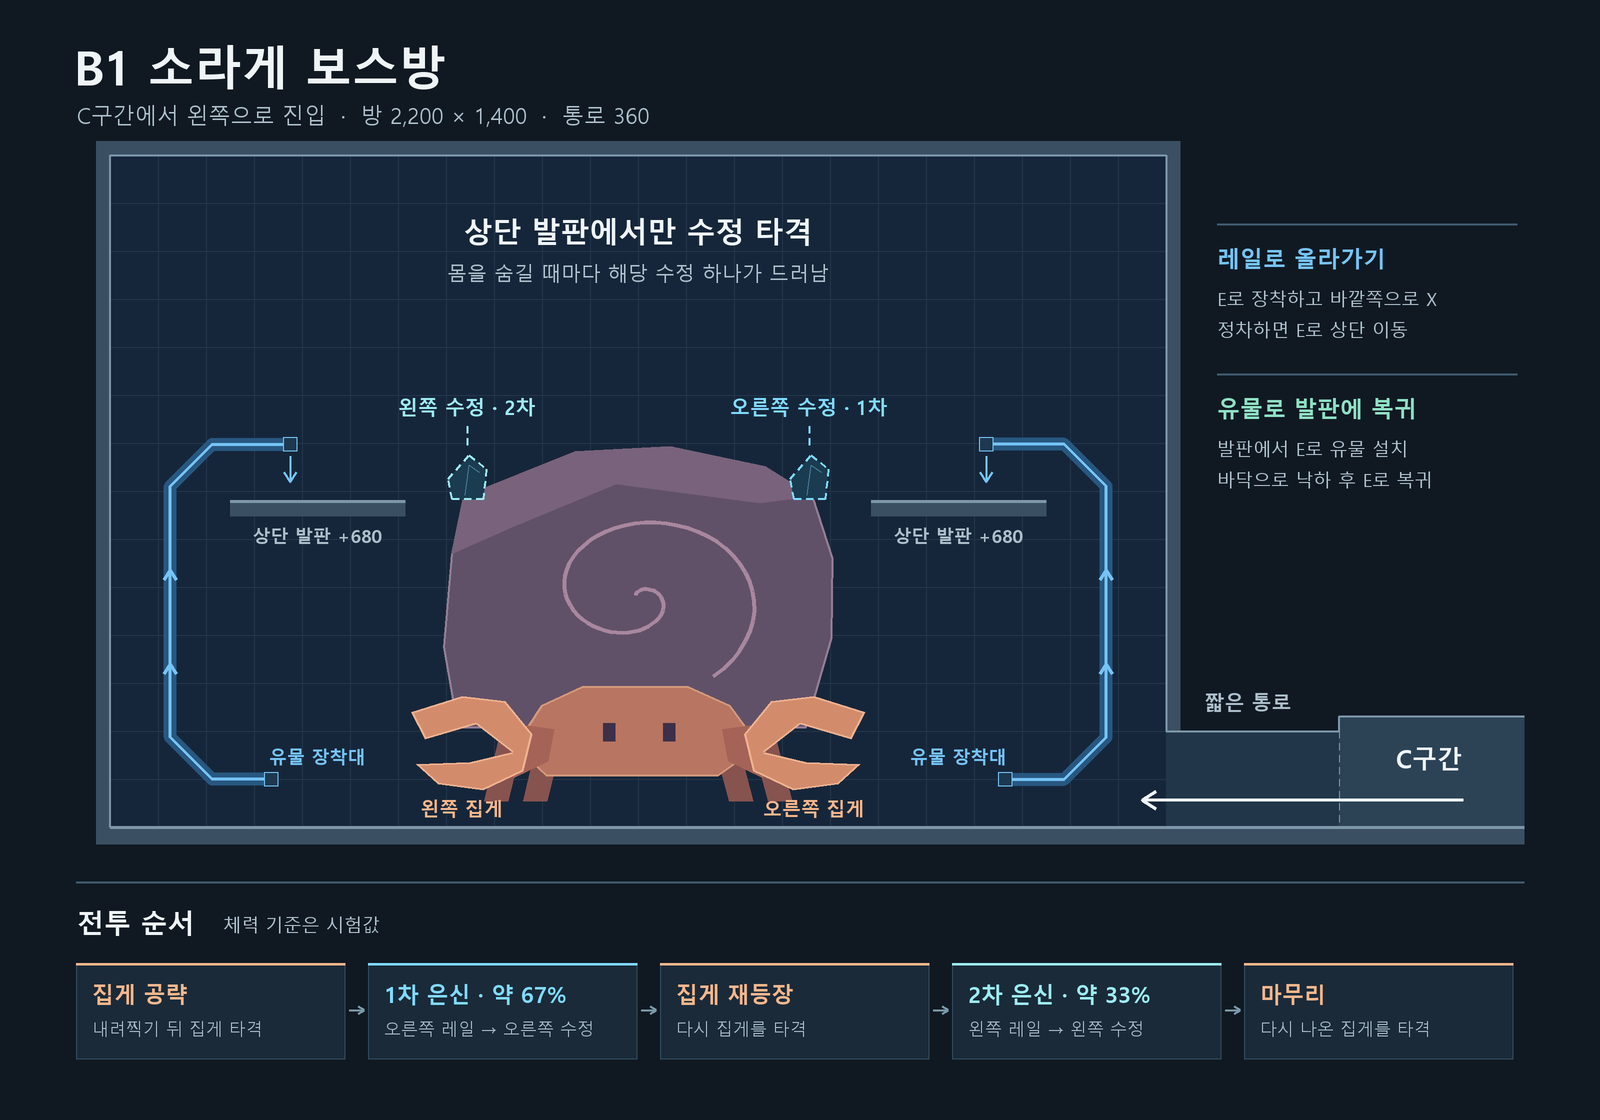 B1 소라게 보스방
C구간에서 왼쪽으로 진입 · 방 2,200 × 1,400 · 통로 360
상단 발판에서만 수정 타격
몸을 숨길 때마다 해당 수정 하나가 드러남
왼쪽 수정 · 2차
오른쪽 수정 · 1차
상단 발판 +680
상단 발판 +680
유물 장착대
유물 장착대
왼쪽 집게
오른쪽 집게
레일로 올라가기
E로 장착하고 바깥쪽으로 X
정차하면 E로 상단 이동
유물로 발판에 복귀
발판에서 E로 유물 설치
바닥으로 낙하 후 E로 복귀
짧은 통로
C구간
전투 순서 체력 기준은 시험값
집게 공략
내려찍기 뒤 집게 타격
→
1차 은신 · 약 67%
오른쪽 레일 → 오른쪽 수정
→
집게 재등장
다시 집게를 타격
→
2차 은신 · 약 33%
왼쪽 레일 → 왼쪽 수정
→
마무리
다시 나온 집게를 타격